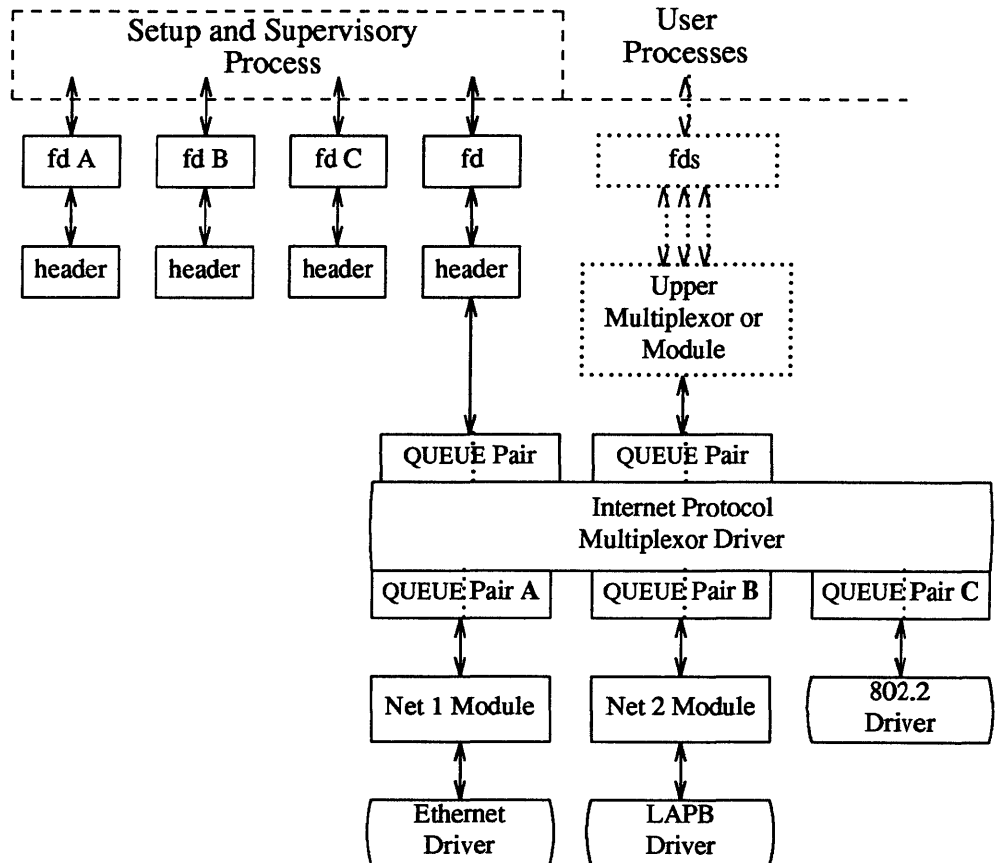 Setup and Supervisory
Process
User
Processes
fd A
fd B
fd C
fd
fds
header
header
header
header
Upper
Multiplexor or
Module
QUEUE Pair
QUEUE Pair
Internet Protocol
Multiplexor Driver
QUEUE Pair A
QUEUE Pair B
QUEUE Pair C
Net 1 Module
Net 2 Module
802.2
Driver
Ethernet
Driver
LAPB
Driver